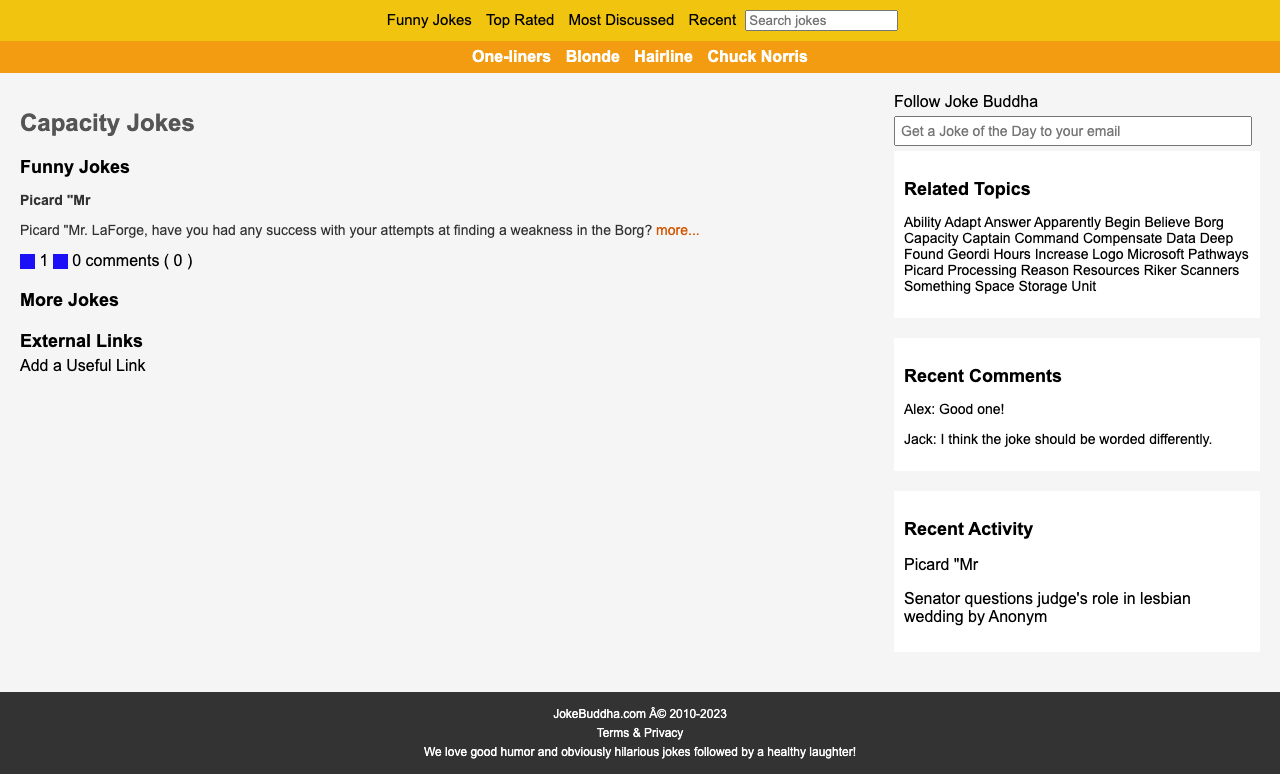 Funny Jokes Top Rated Most Discussed Recent Search jokes
One-liners Blonde Hairline Chuck Norris
Capacity Jokes
Funny Jokes
Picard "Mr
Picard "Mr. LaForge, have you had any success with your attempts at finding a weakness in the Borg? more...
1 0 comments ( 0 )
More Jokes
External Links
Add a Useful Link
Follow Joke Buddha
Get a Joke of the Day to your email
Related Topics
Ability Adapt Answer Apparently Begin Believe Borg
Capacity Captain Command Compensate Data Deep
Found Geordi Hours Increase Logo Microsoft Pathways
Picard Processing Reason Resources Riker Scanners
Something Space Storage Unit
Recent Comments
Alex: Good one!
Jack: I think the joke should be worded differently.
Recent Activity
Picard "Mr
Senator questions judge's role in lesbian
wedding by Anonym
JokeBuddha.com Â© 2010-2023
Terms & Privacy
We love good humor and obviously hilarious jokes followed by a healthy laughter!